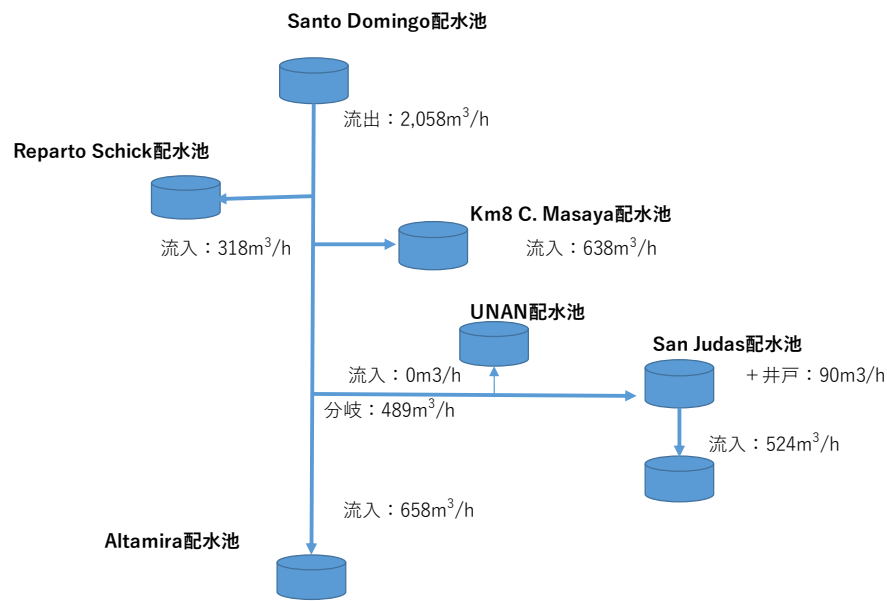 Santo Domingo配水池
流出：2,058m³/h
Reparto Schick配水池
流入：318m³/h
Km8 C. Masaya配水池
流入：638m³/h
UNAN配水池
流入：0m3/h
San Judas配水池
＋井戸：90m3/h
分岐：489m³/h
流入：524m³/h
流入：658m³/h
Altamira配水池